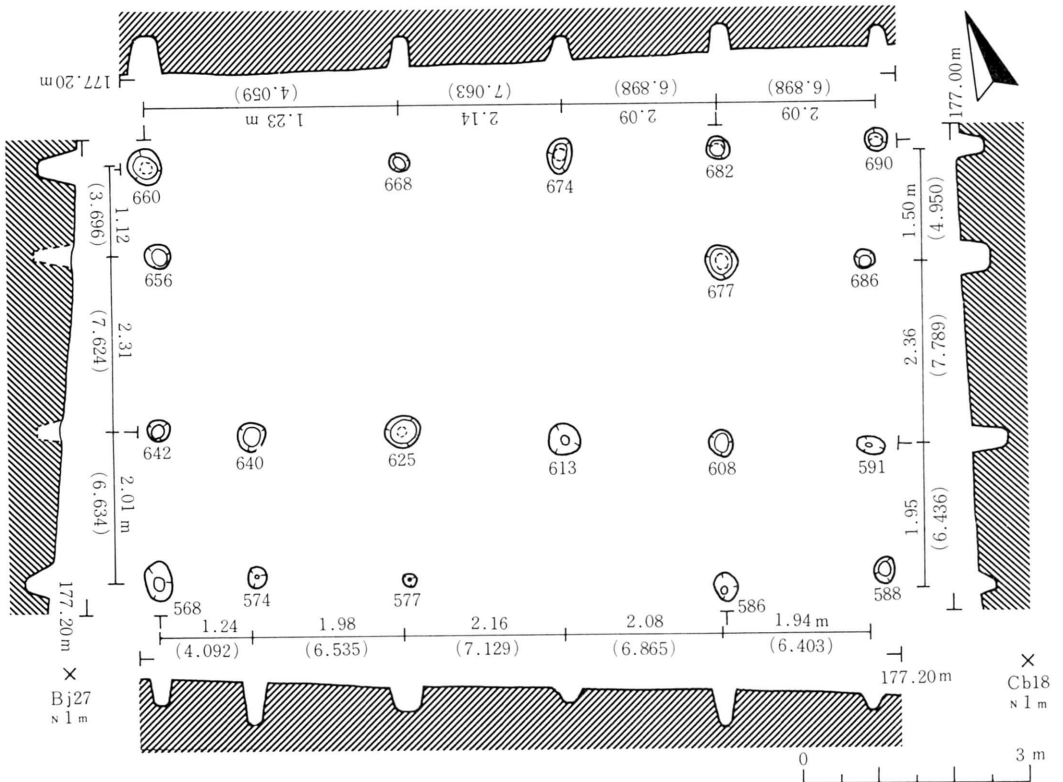 177.20m
(4.059) (7.063) (6.898) (6.898)
1.23 m 2.14 2.09 2.09
177.00m
660 668 674 682 690
1.12
(3.696)
1.50m
(4.950)
656 677 686
2.31
(7.624)
2.36
(7.789)
642 640 625 613 608 591
2.01 m
(6.634)
1.95
(6.436)
568 574 577 586 588
177.20m
1.24 1.98 2.16 2.08 1.94m
(4.092) (6.535) (7.129) (6.865) (6.403)
177.20m
Bj27
N1m
Cb18
N1m
0 3 m